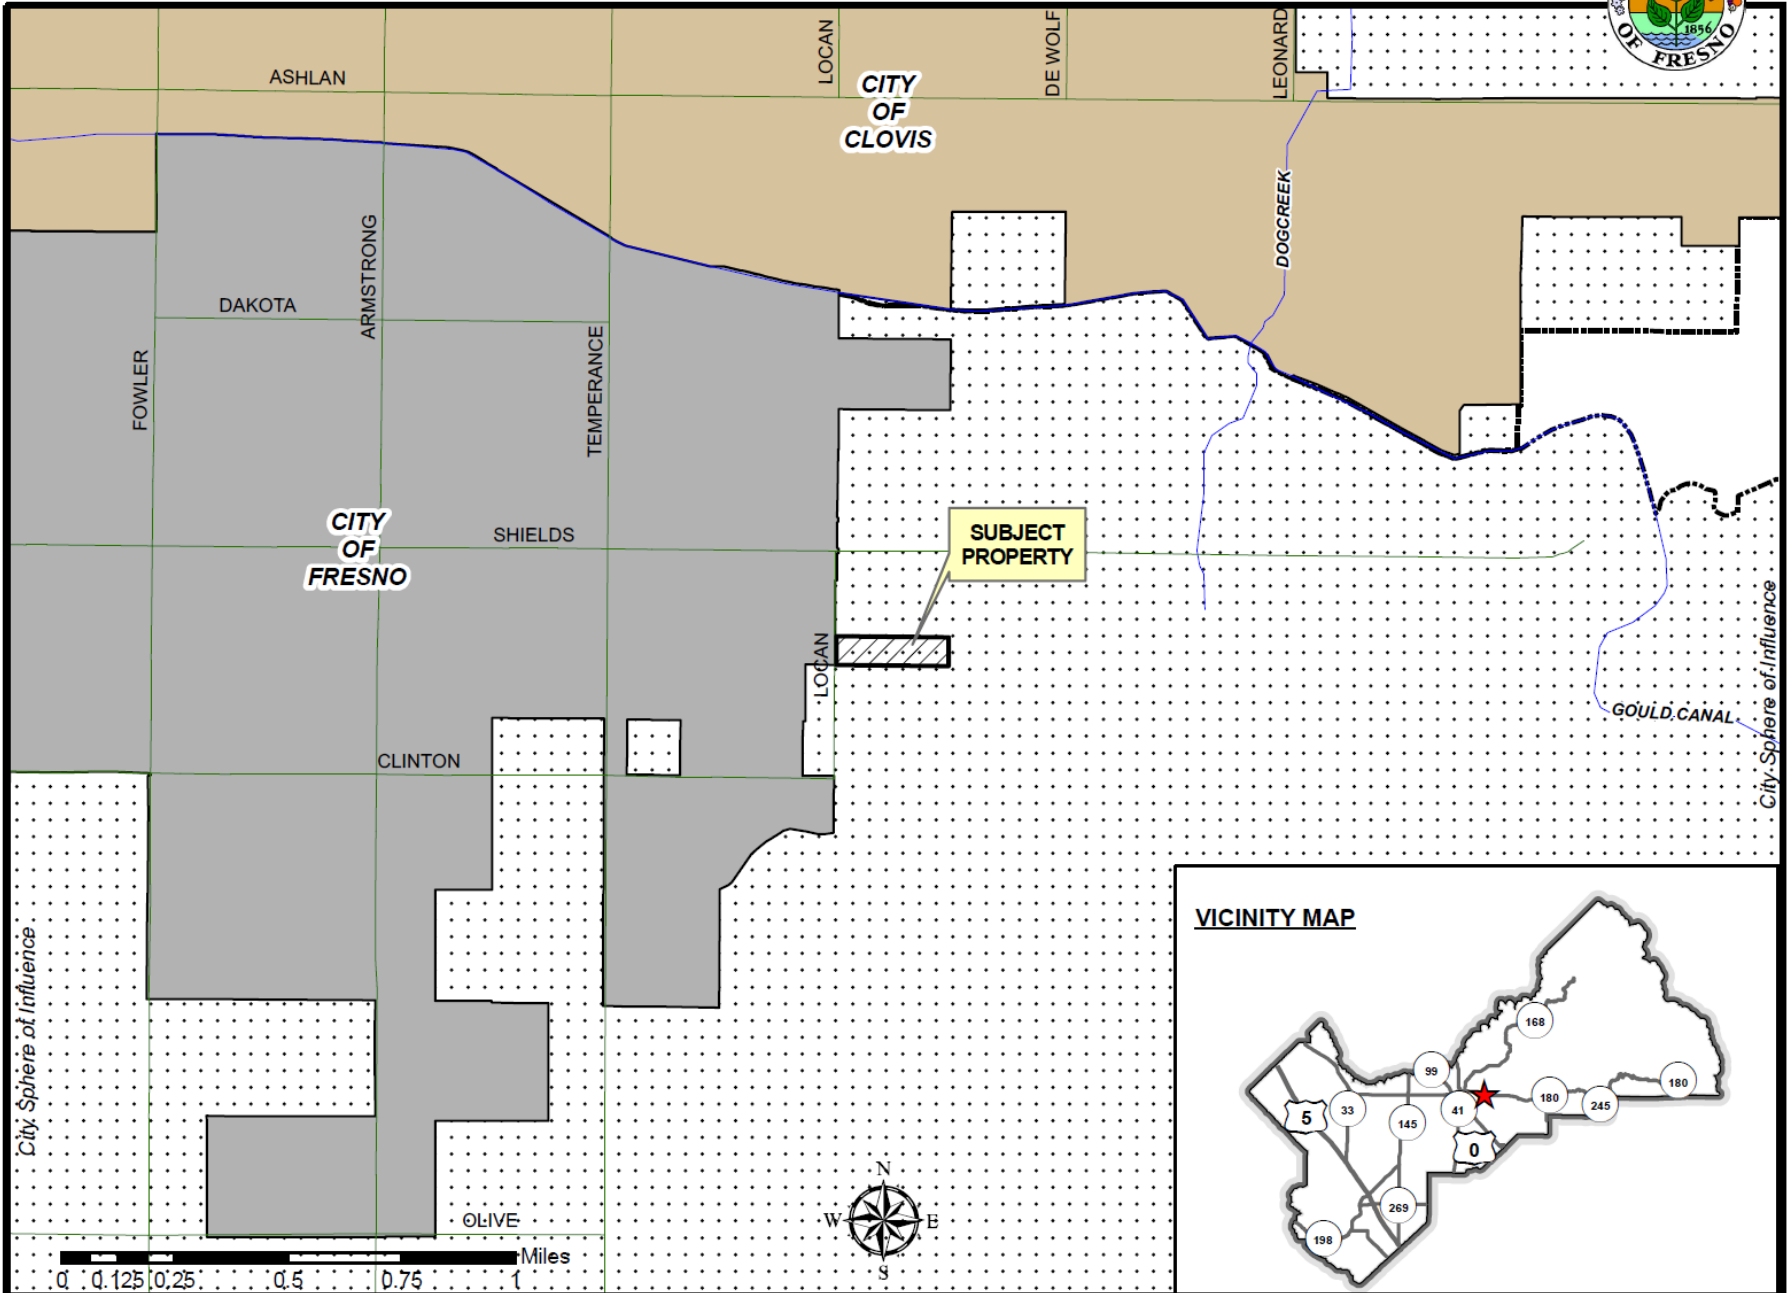 OF FRESNO
1856
ASHLAN
LOCAN
DE WOLF
LEONARD
CITY
OF
CLOVIS
DOGCREEK
ARMSTRONG
DAKOTA
FOWLER
TEMPERANCE
CITY
OF
FRESNO
SHIELDS
SUBJECT
PROPERTY
LOCAN
City Sphere of Influence
GOULD CANAL
CLINTON
City Sphere of Influence
OLIVE
N
W
E
S
Miles
0 0.125 0.25 0.5 0.75 1
VICINITY MAP
168
99
180
180
245
41
33
145
5
0
269
198